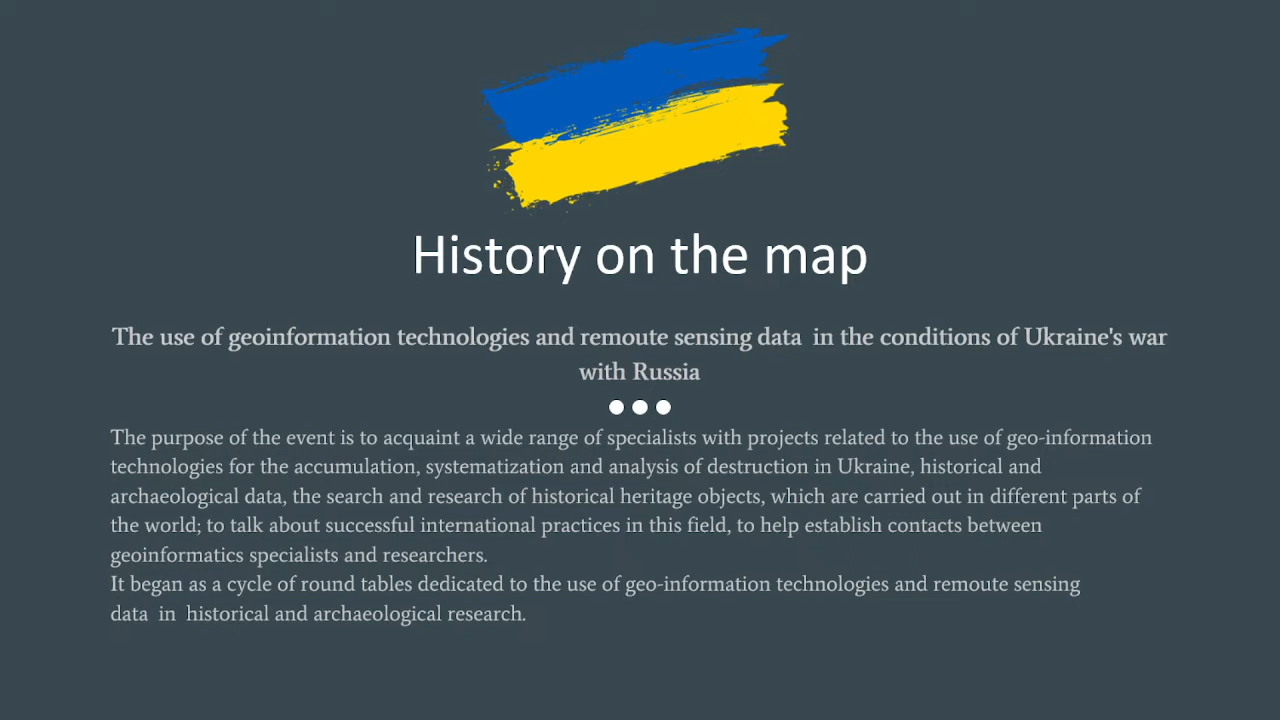 History on the map
The use of geoinformation technologies and remoute sensing data  in the conditions of Ukraine's war
with Russia
The purpose of the event is to acquaint a wide range of specialists with projects related to the use of geo-information
technologies for the accumulation, systematization and analysis of destruction in Ukraine, historical and
archaeological data, the search and research of historical heritage objects, which are carried out in different parts of
the world; to talk about successful international practices in this field, to help establish contacts between
geoinformatics specialists and researchers.
It began as a cycle of round tables dedicated to the use of geo-information technologies and remoute sensing
data  in  historical and archaeological research.